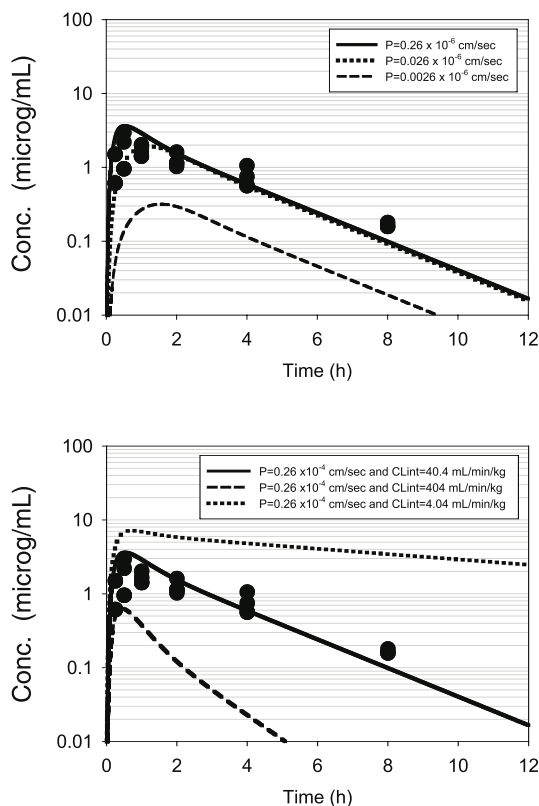 100
10
1
0.1
0.01
Conc. (microg/mL)
P=0.26 x 10-6 cm/sec
P=0.026 x 10-6 cm/sec
P=0.0026 x 10-6 cm/sec
0 2 4 6 8 10 12
Time (h)
100
10
1
0.1
0.01
Conc. (microg/mL)
P=0.26 x10-4 cm/sec and CLint=40.4 mL/min/kg
P=0.26 x10-4 cm/sec and CLint=404 mL/min/kg
P=0.26 x10-4 cm/sec and CLint=4.04 mL/min/kg
0 2 4 6 8 10 12
Time (h)